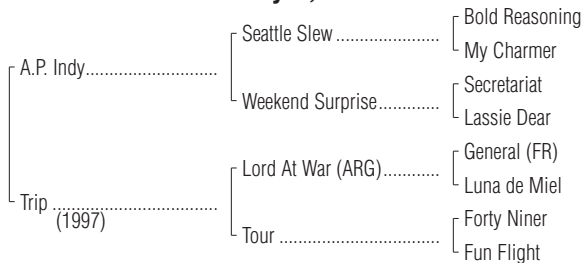 Bold Reasoning
Seattle Slew
My Charmer
A.P. Indy
Secretariat
Weekend Surprise
Lassie Dear
General (FR)
Lord At War (ARG)
Luna de Miel
Trip
(1997)
Forty Niner
Tour
Fun Flight